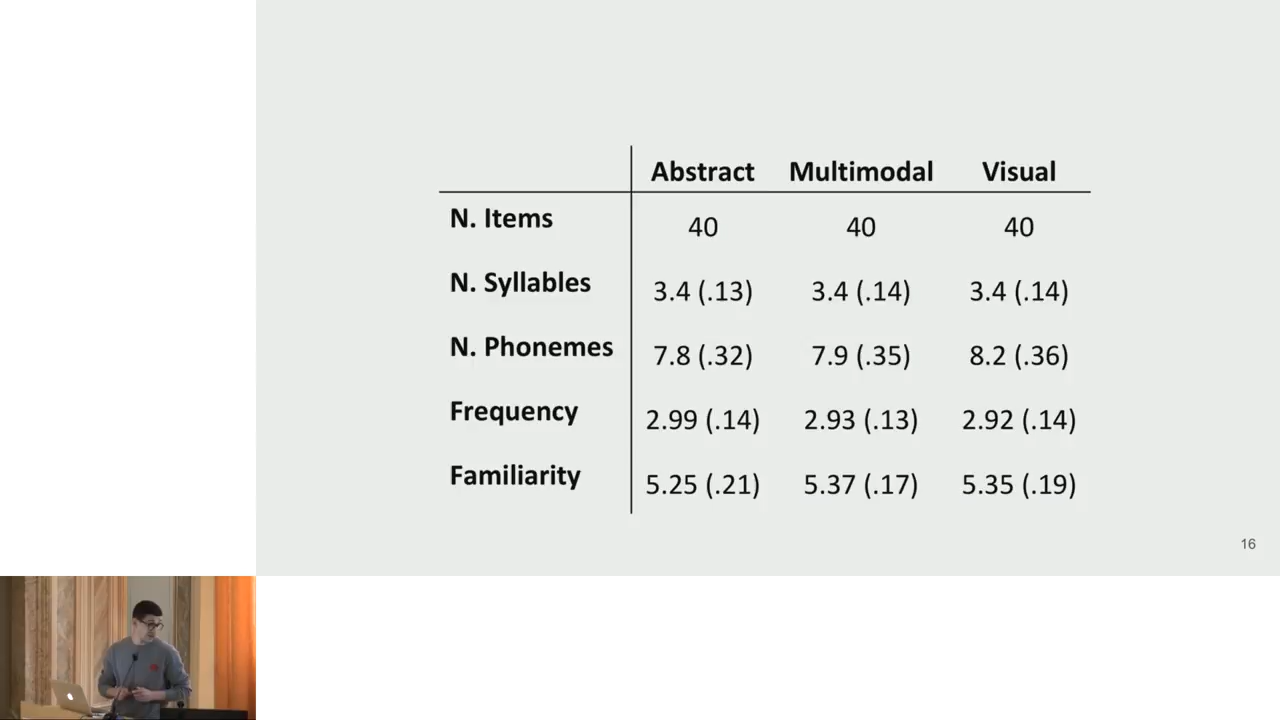 Abstract Multimodal Visual
N. Items 40 40 40
N. Syllables 3.4 (.13) 3.4 (.14) 3.4 (.14)
N. Phonemes 7.8 (.32) 7.9 (.35) 8.2 (.36)
Frequency 2.99 (.14) 2.93 (.13) 2.92 (.14)
Familiarity 5.25 (.21) 5.37 (.17) 5.35 (.19)
16